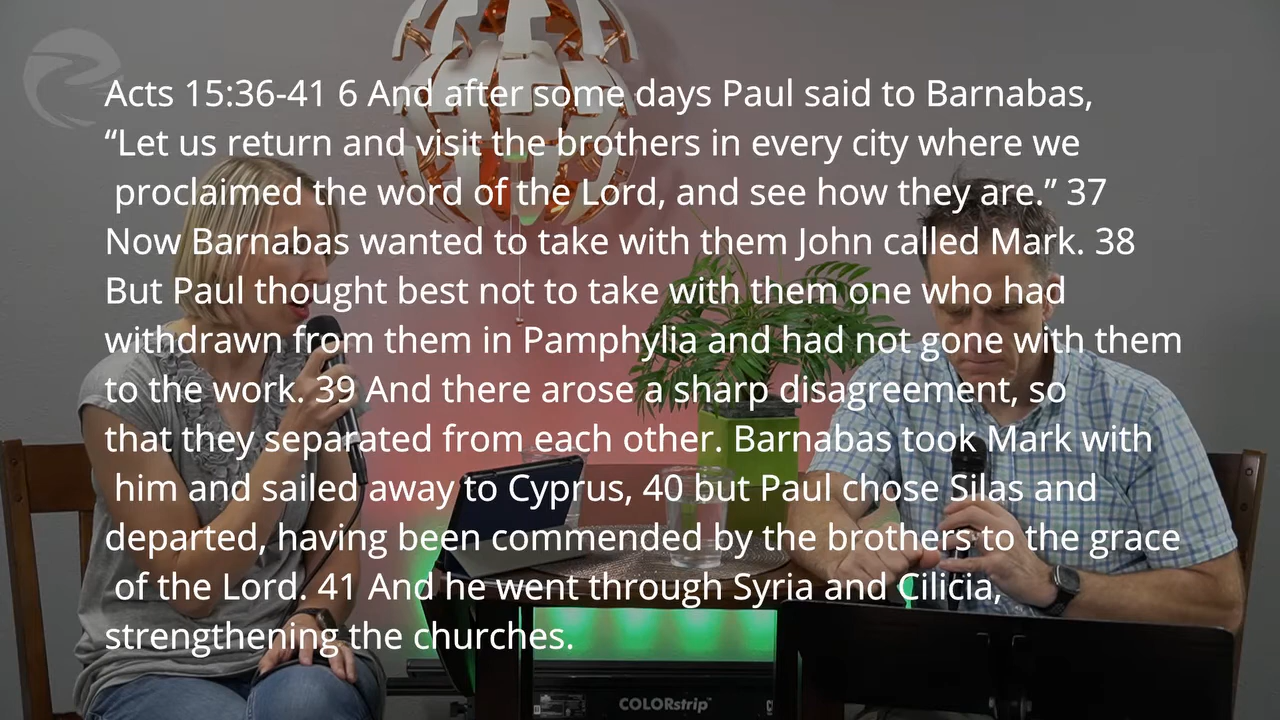 Acts 15:36-41 6 And after some days Paul said to Barnabas,
“Let us return and visit the brothers in every city where we
proclaimed the word of the Lord, and see how they are.” 37
Now Barnabas wanted to take with them John called Mark. 38
But Paul thought best not to take with them one who had
withdrawn from them in Pamphylia and had not gone with them
to the work. 39 And there arose a sharp disagreement, so
that they separated from each other. Barnabas took Mark with
him and sailed away to Cyprus, 40 but Paul chose Silas and
departed, having been commended by the brothers to the grace
of the Lord. 41 And he went through Syria and Cilicia,
strengthening the churches.
COLORstrip™